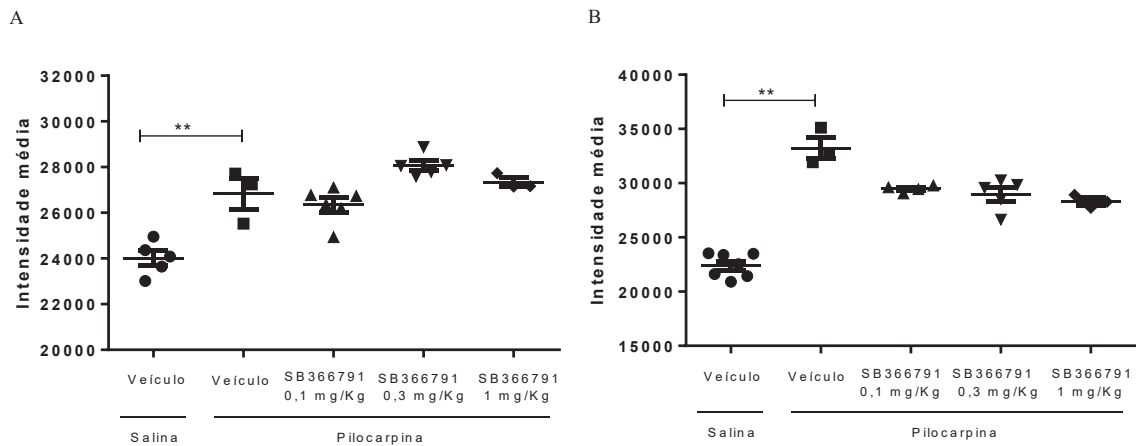 A
Intensidade média
32000
30000
28000
26000
24000
22000
20000
**
Veículo
Veículo
SB366791
0,1 mg/Kg
SB366791
0,3 mg/Kg
SB366791
1 mg/Kg
Salina
Pilocarpina
B
Intensidade média
40000
35000
30000
25000
20000
15000
**
Veículo
Veículo
SB366791
0,1 mg/Kg
SB366791
0,3 mg/Kg
SB366791
1 mg/Kg
Salina
Pilocarpina